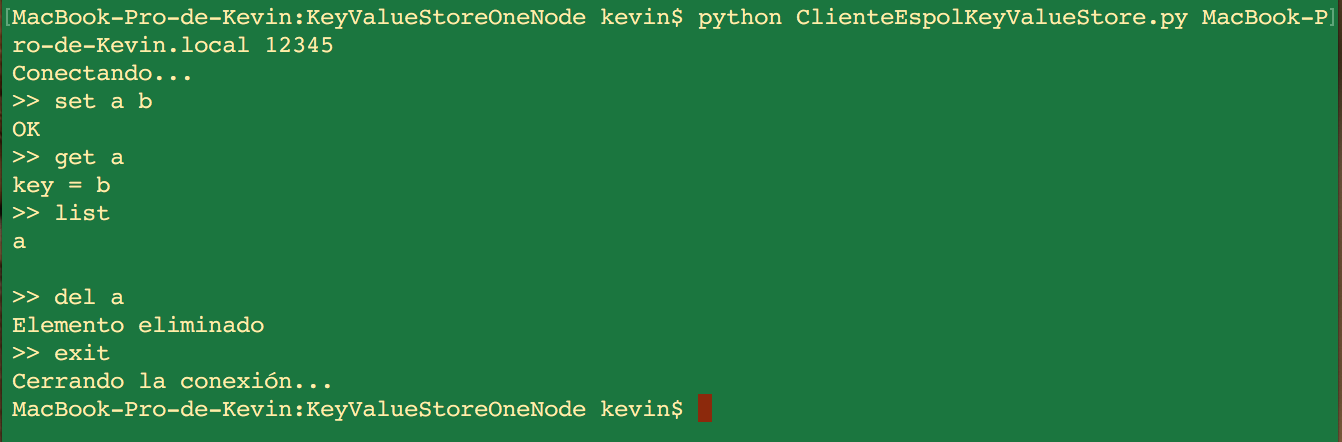 [MacBook-Pro-de-Kevin:KeyValueStoreOneNode kevin$ python ClienteEspolKeyValueStore.py MacBook-P]
ro-de-Kevin.local 12345
Conectando...
>> set a b
OK
>> get a
key = b
>> list
a
>> del a
Elemento eliminado
>> exit
Cerrando la conexión...
MacBook-Pro-de-Kevin:KeyValueStoreOneNode kevin$